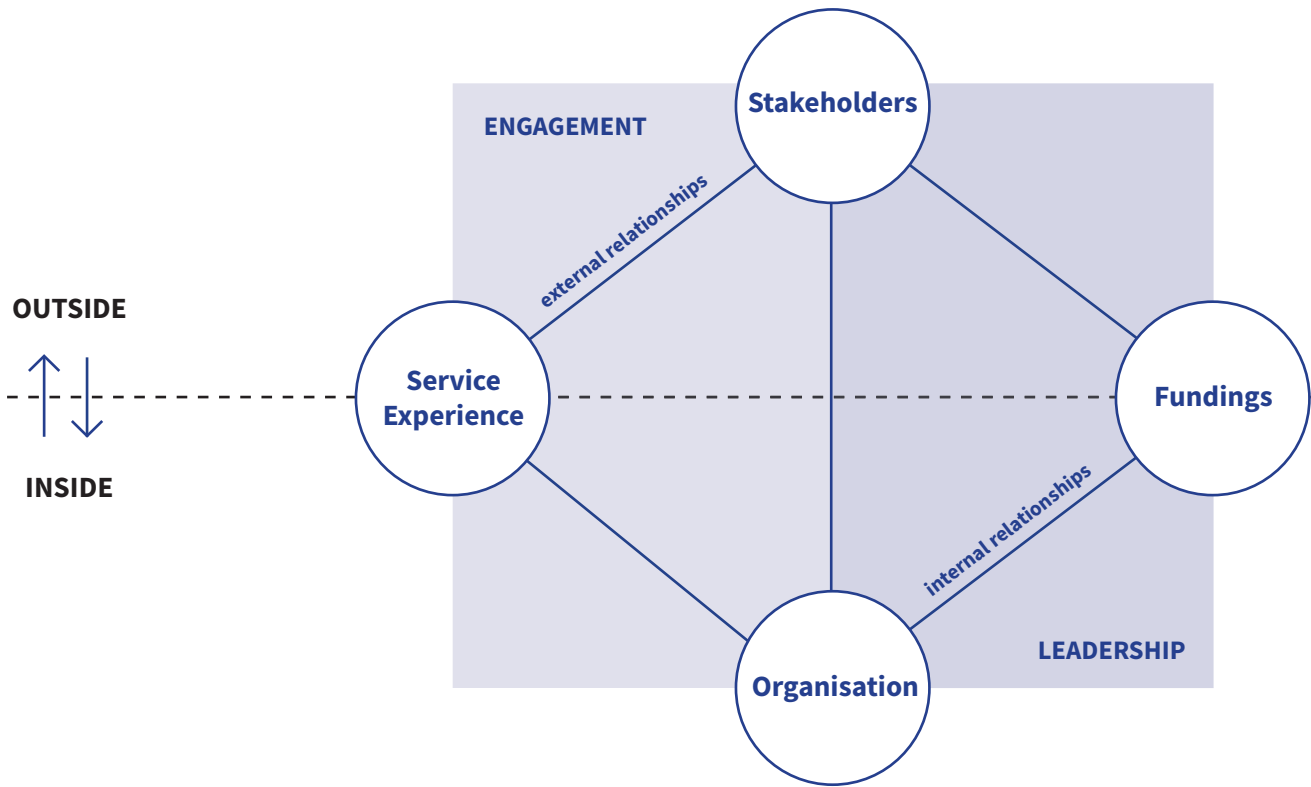 Stakeholders
ENGAGEMENT
external relationships
OUTSIDE
Service
Experience
Fundings
INSIDE
internal relationships
LEADERSHIP
Organisation